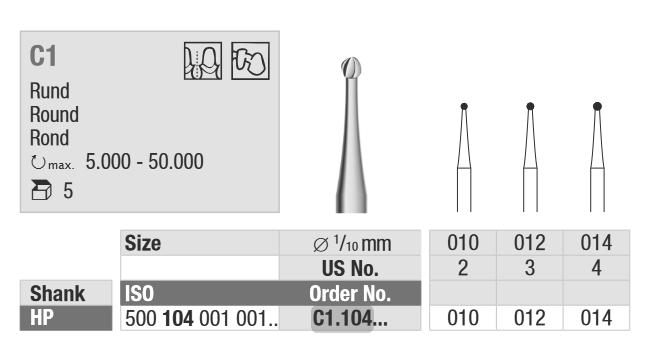 C1
Rund
Round
Rond
max. 5.000 - 50.000
5
Size ⌀ 1/10 mm 010 012 014
US No. 2 3 4
Shank ISO Order No.
HP 500 104 001 001.. C1.104... 010 012 014